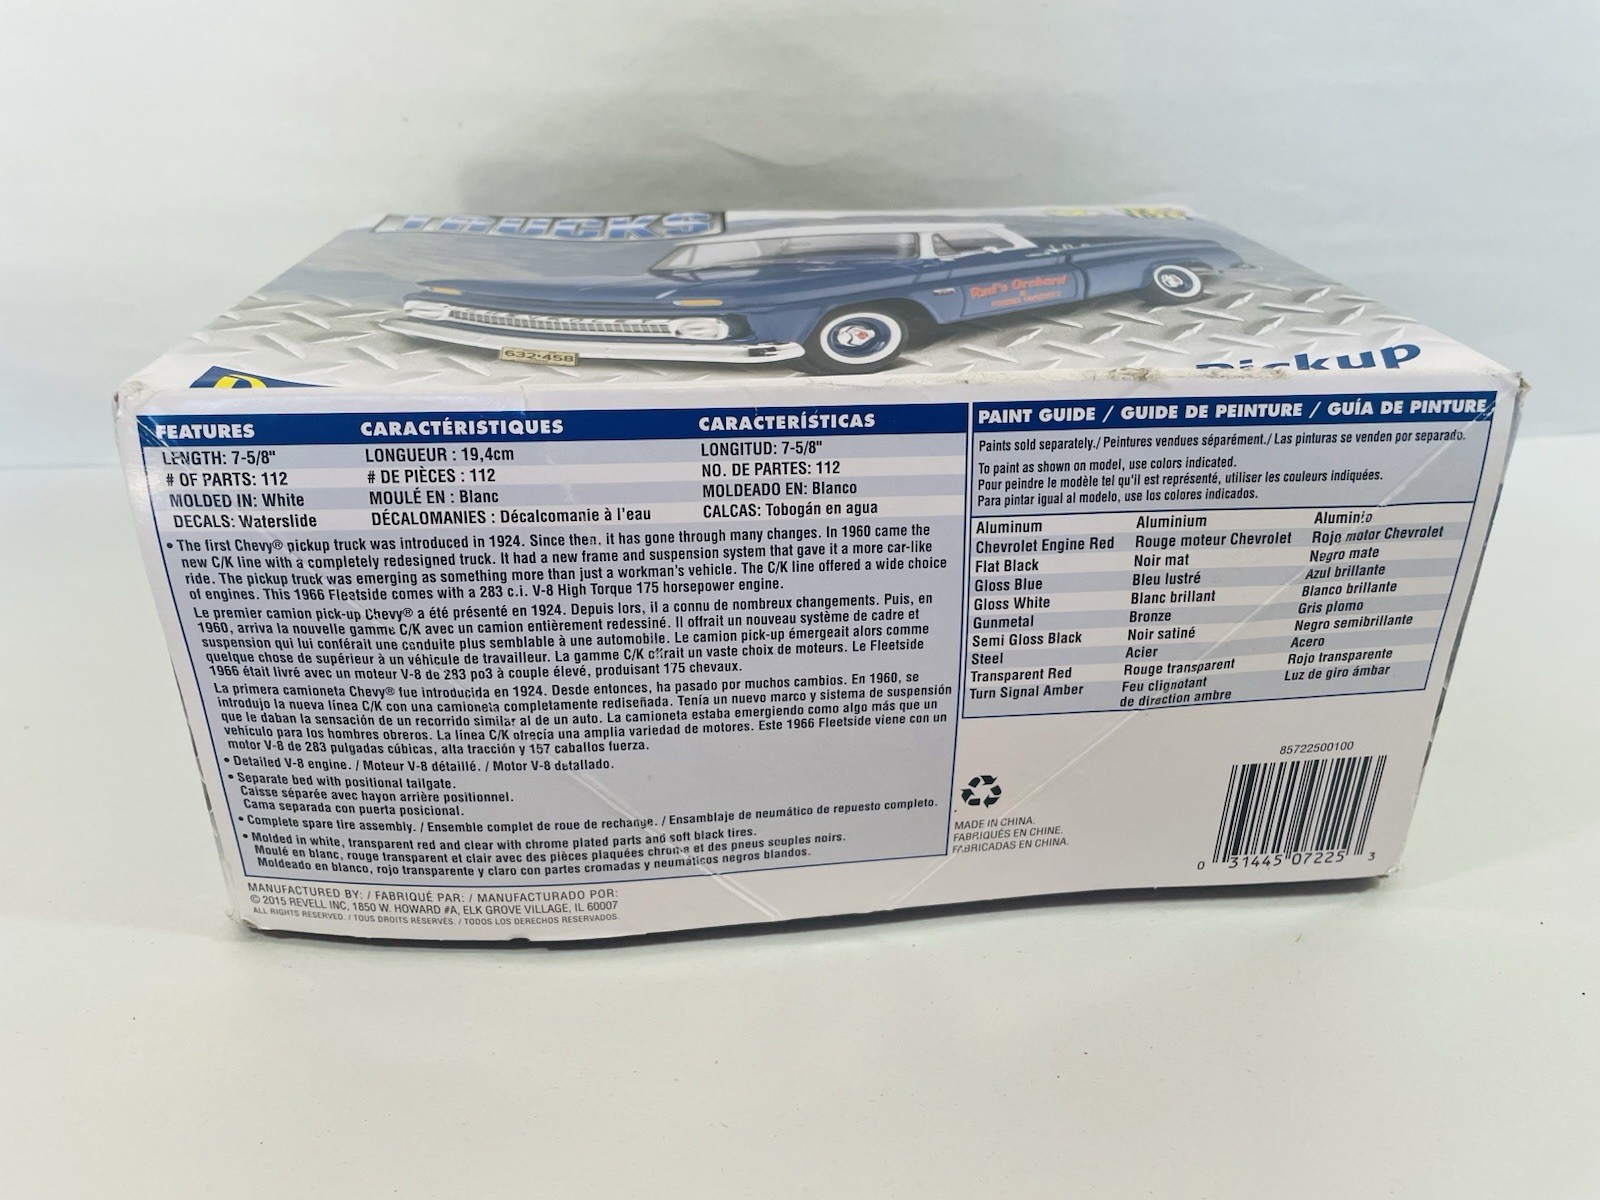 TRUCKS
Red's Orchard
632·458
Pickup
FEATURES
LENGTH: 7-5/8"
# OF PARTS: 112
MOLDED IN: White
DECALS: Waterslide
CARACTÉRISTIQUES
LONGUEUR : 19,4cm
# DE PIÈCES : 112
MOULÉ EN : Blanc
DÉCALOMANIES : Décalcomanie à l'eau
CARACTERÍSTICAS
LONGITUD: 7-5/8"
NO. DE PARTES: 112
MOLDEADO EN: Blanco
CALCAS: Tobogán en agua
• The first Chevy® pickup truck was introduced in 1924. Since then, it has gone through many changes. In 1960 came the
new C/K line with a completely redesigned truck. It had a new frame and suspension system that gave it a more car-like
ride. The pickup truck was emerging as something more than just a workman's vehicle. The C/K line offered a wide choice
of engines. This 1966 Fleetside comes with a 283 c.i. V-8 High Torque 175 horsepower engine.
Le premier camion pick-up Chevy® a été présenté en 1924. Depuis lors, il a connu de nombreux changements. Puis, en
1960, arriva la nouvelle gamme C/K avec un camion entièrement redessiné. Il offrait un nouveau système de cadre et
suspension qui lui conférait une conduite plus semblable à une automobile. Le camion pick-up émergeait alors comme
quelque chose de supérieur à un véhicule de travailleur. La gamme C/K offrait un vaste choix de moteurs. Le Fleetside
1966 était livré avec un moteur V-8 de 283 po3 à couple élevé, produisant 175 chevaux.
La primera camioneta Chevy® fue introducida en 1924. Desde entonces, ha pasado por muchos cambios. En 1960, se
introdujo la nueva línea C/K con una camioneta completamente rediseñada. Tenía un nuevo marco y sistema de suspensión
que le daban la sensación de un recorrido similar al de un auto. La camioneta estaba emergiendo como algo más que un
vehículo para los hombres obreros. La línea C/K ofrecía una amplia variedad de motores. Este 1966 Fleetside viene con un
motor V-8 de 283 pulgadas cúbicas, alta tracción y 157 caballos fuerza.
• Detailed V-8 engine. / Moteur V-8 détaillé. / Motor V-8 detallado.
• Separate bed with positional tailgate.
Caisse séparée avec hayon arrière positionnel.
Cama separada con puerta posicional.
• Complete spare tire assembly. / Ensemble complet de roue de rechange. / Ensamblaje de neumático de repuesto completo.
• Molded in white, transparent red and clear with chrome plated parts and soft black tires.
Moulé en blanc, rouge transparent et clair avec des pièces plaquées chrome et des pneus souples noirs.
Moldeado en blanco, rojo transparente y claro con partes cromadas y neumáticos negros blandos.
MANUFACTURED BY: / FABRIQUÉ PAR: / MANUFACTURADO POR:
© 2015 REVELL INC, 1850 W. HOWARD #A, ELK GROVE VILLAGE, IL 60007
ALL RIGHTS RESERVED. / TOUS DROITS RÉSERVÉS. / TODOS LOS DERECHOS RESERVADOS.
PAINT GUIDE / GUIDE DE PEINTURE / GUÍA DE PINTURE
Paints sold separately./ Peintures vendues séparément./ Las pinturas se venden por separado.
To paint as shown on model, use colors indicated.
Pour peindre le modèle tel qu'il est représenté, utiliser les couleurs indiquées.
Para pintar igual al modelo, use los colores indicados.
Aluminum Aluminium Aluminio
Chevrolet Engine Red Rouge moteur Chevrolet Rojo motor Chevrolet
Flat Black Noir mat Negro mate
Gloss Blue Bleu lustré Azul brillante
Gloss White Blanc brillant Blanco brillante
Gunmetal Bronze Gris plomo
Semi Gloss Black Noir satiné Negro semibrillante
Steel Acier Acero
Transparent Red Rouge transparent Rojo transparente
Turn Signal Amber Feu clignotant Luz de giro ámbar
de direction ambre
MADE IN CHINA.
FABRIQUÉS EN CHINE.
FABRICADAS EN CHINA.
85722500100
0 31445 07225 3